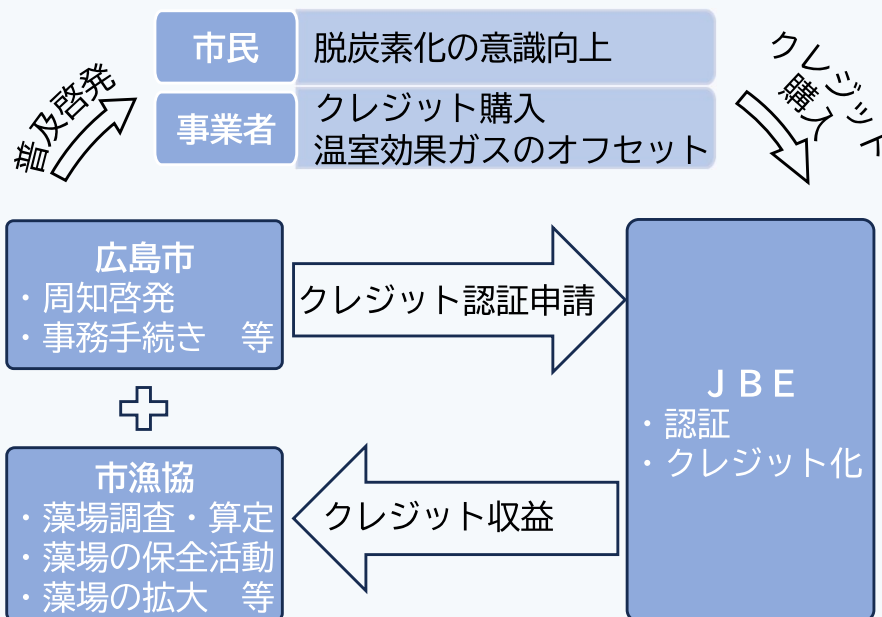 市民
脱炭素化の意識向上
事業者
クレジット購入
温室効果ガスのオフセット
普及啓発
クレジット
購入
広島市
・周知啓発
・事務手続き　等
クレジット認証申請
ＪＢＥ
・認証
・クレジット化
市漁協
・藻場調査・算定
・藻場の保全活動
・藻場の拡大　等
クレジット収益